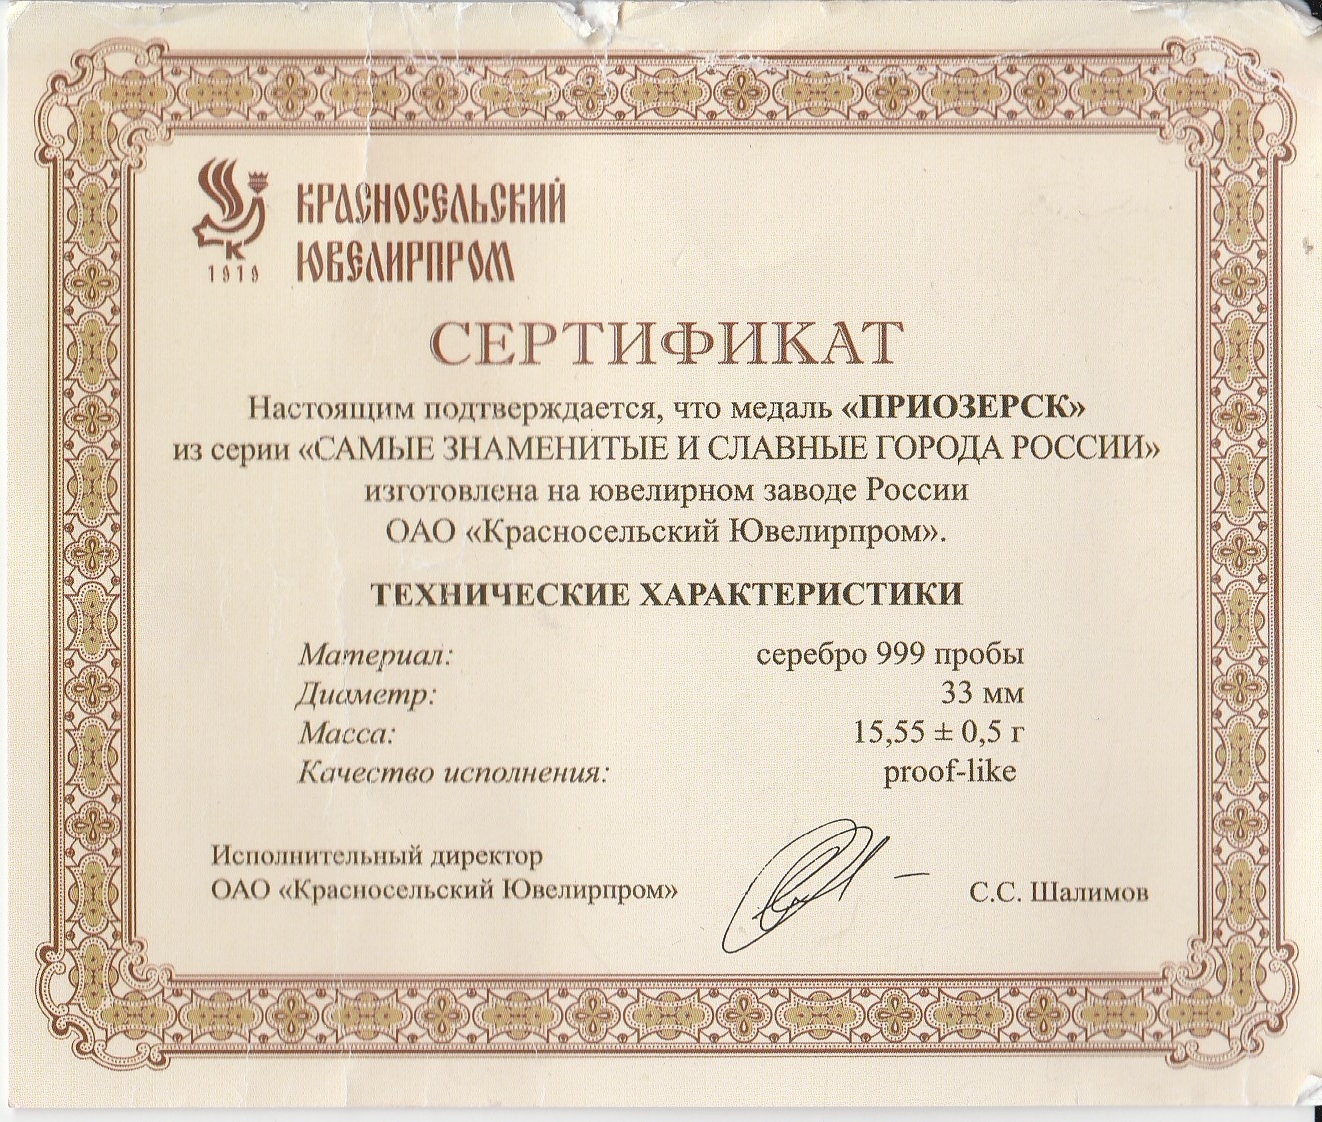 КРАСНОСЕЛЬСКИЙ
ЮВЕЛИРПРОМ
К
1919
СЕРТИФИКАТ
Настоящим подтверждается, что медаль «ПРИОЗЕРСК»
из серии «САМЫЕ ЗНАМЕНИТЫЕ И СЛАВНЫЕ ГОРОДА РОССИИ»
изготовлена на ювелирном заводе России
ОАО «Красносельский Ювелирпром».
ТЕХНИЧЕСКИЕ ХАРАКТЕРИСТИКИ
Материал: серебро 999 пробы
Диаметр: 33 мм
Масса: 15,55 ± 0,5 г
Качество исполнения: proof-like
Исполнительный директор
ОАО «Красносельский Ювелирпром» С.С. Шалимов